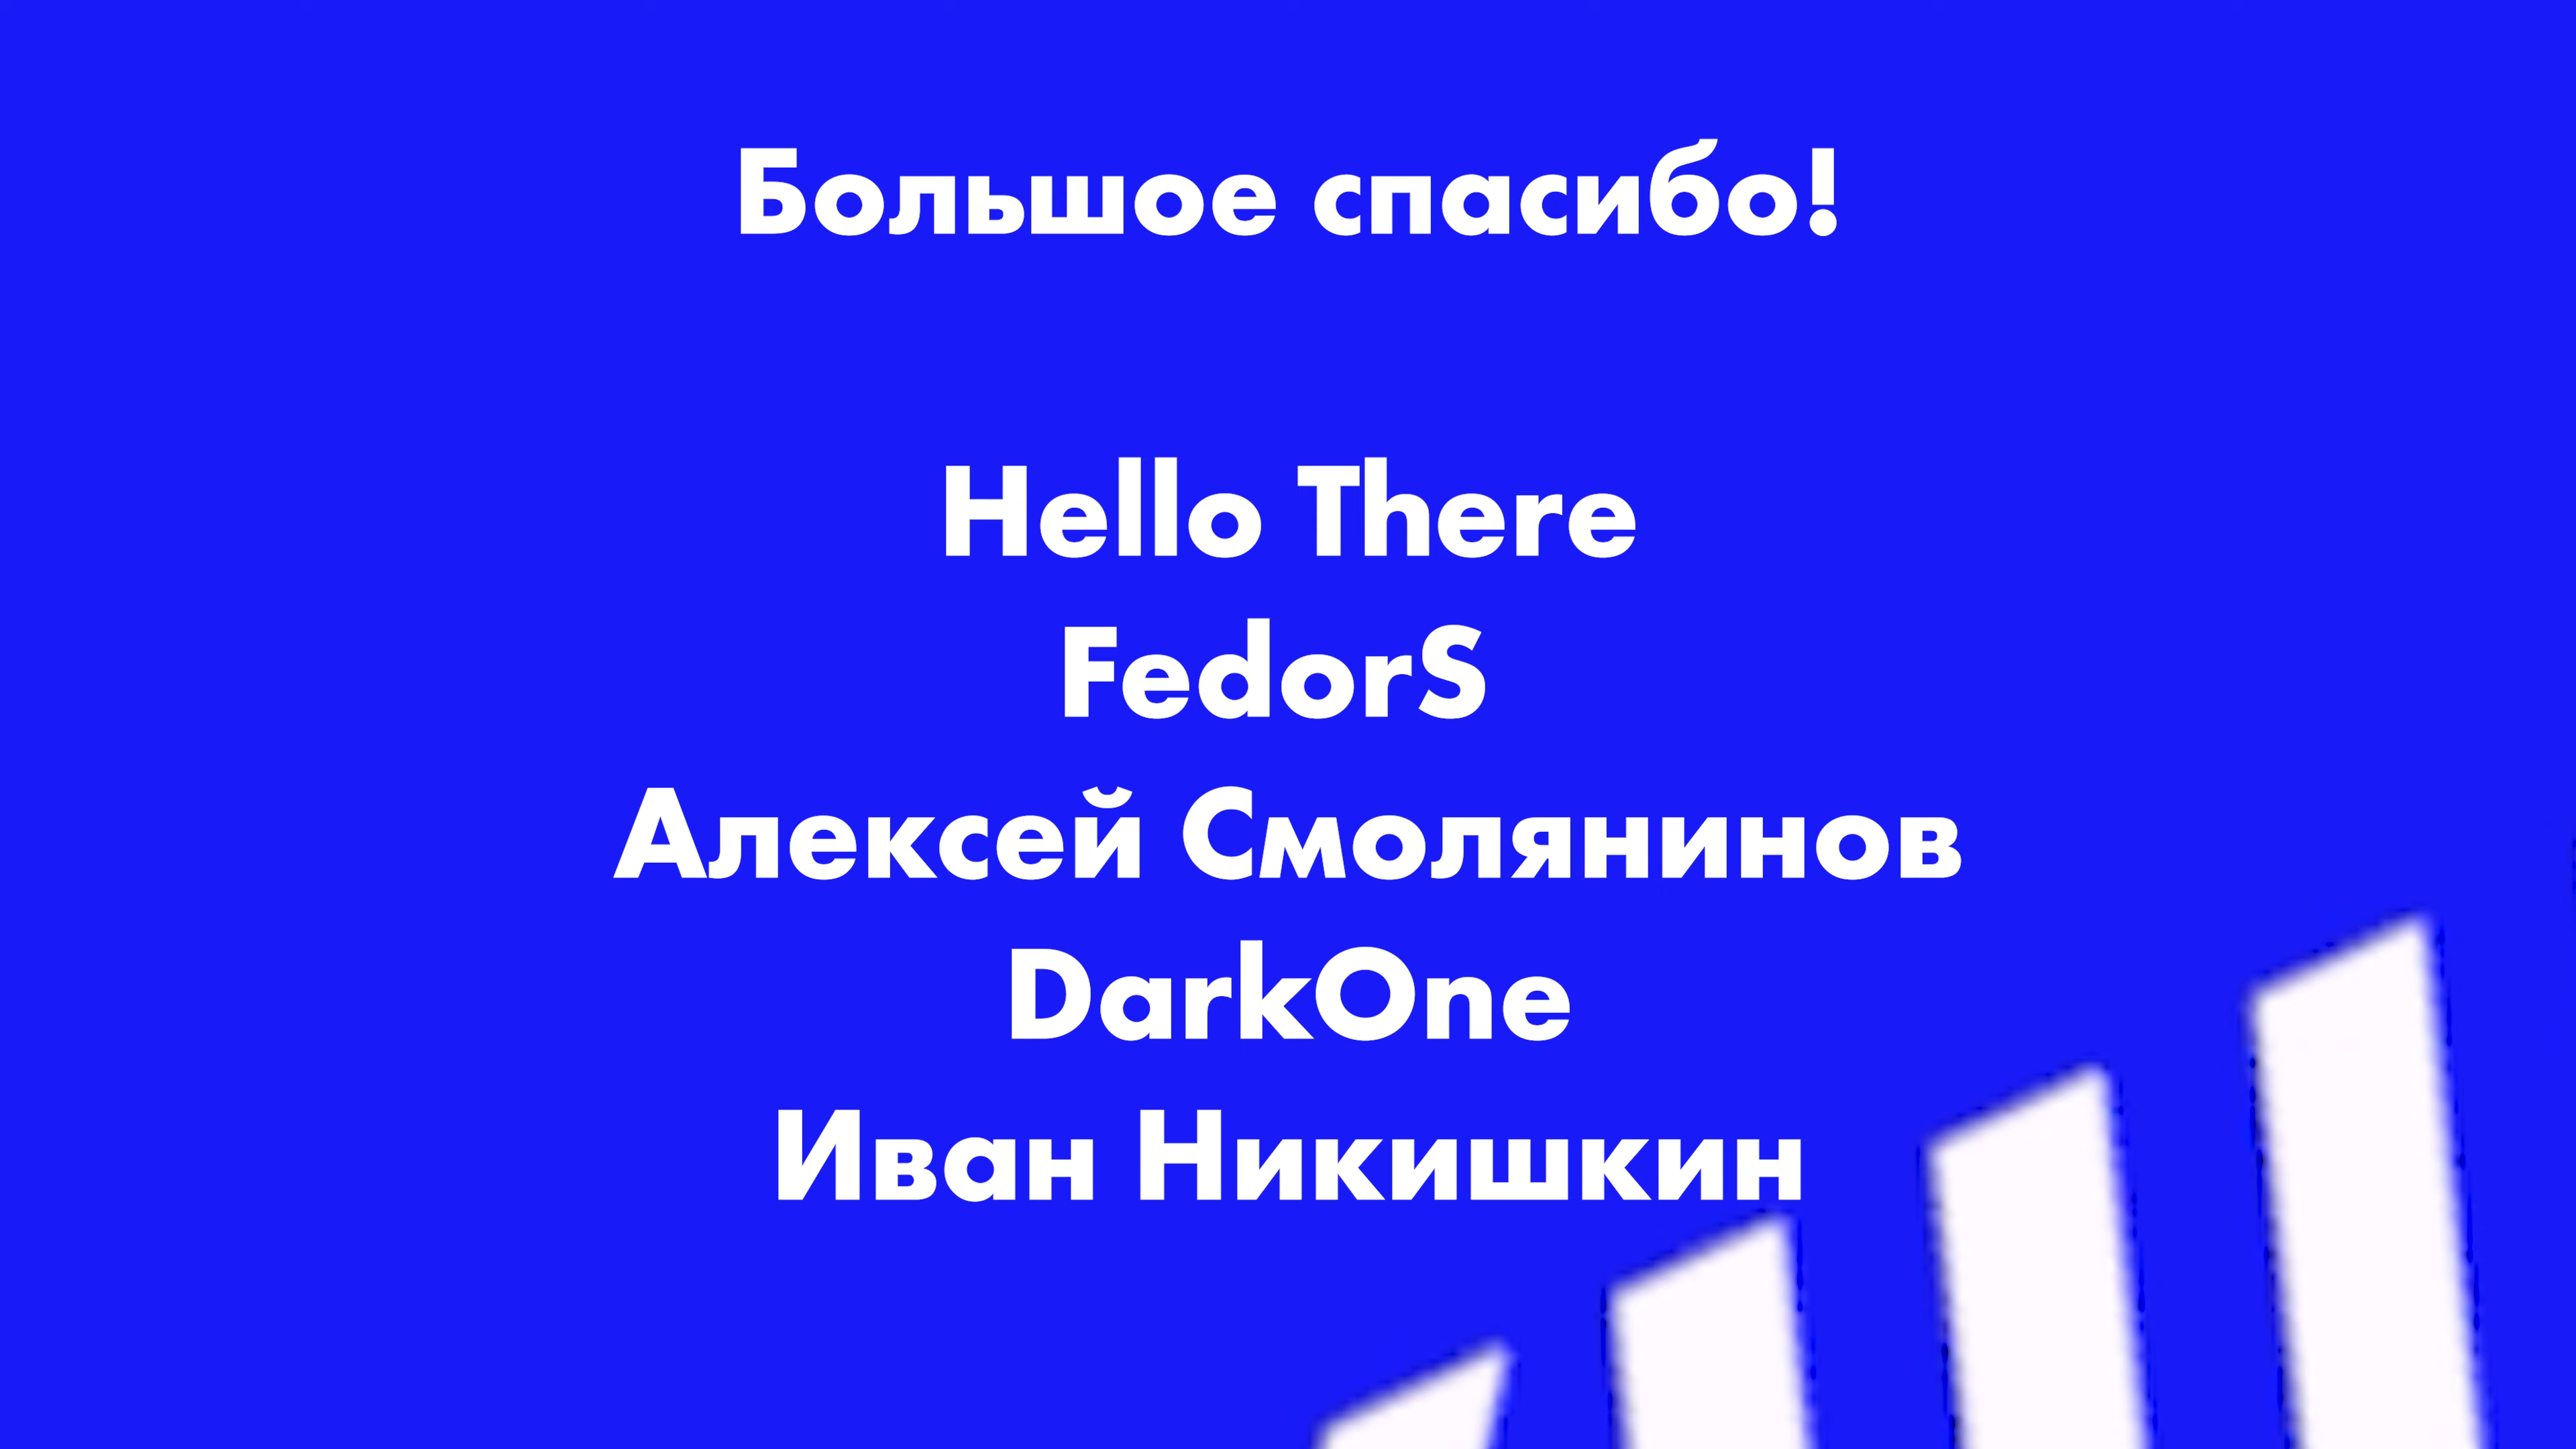 Большое спасибо!
Hello There
FedorS
Алексей Смолянинов
DarkOne
Иван Никишкин